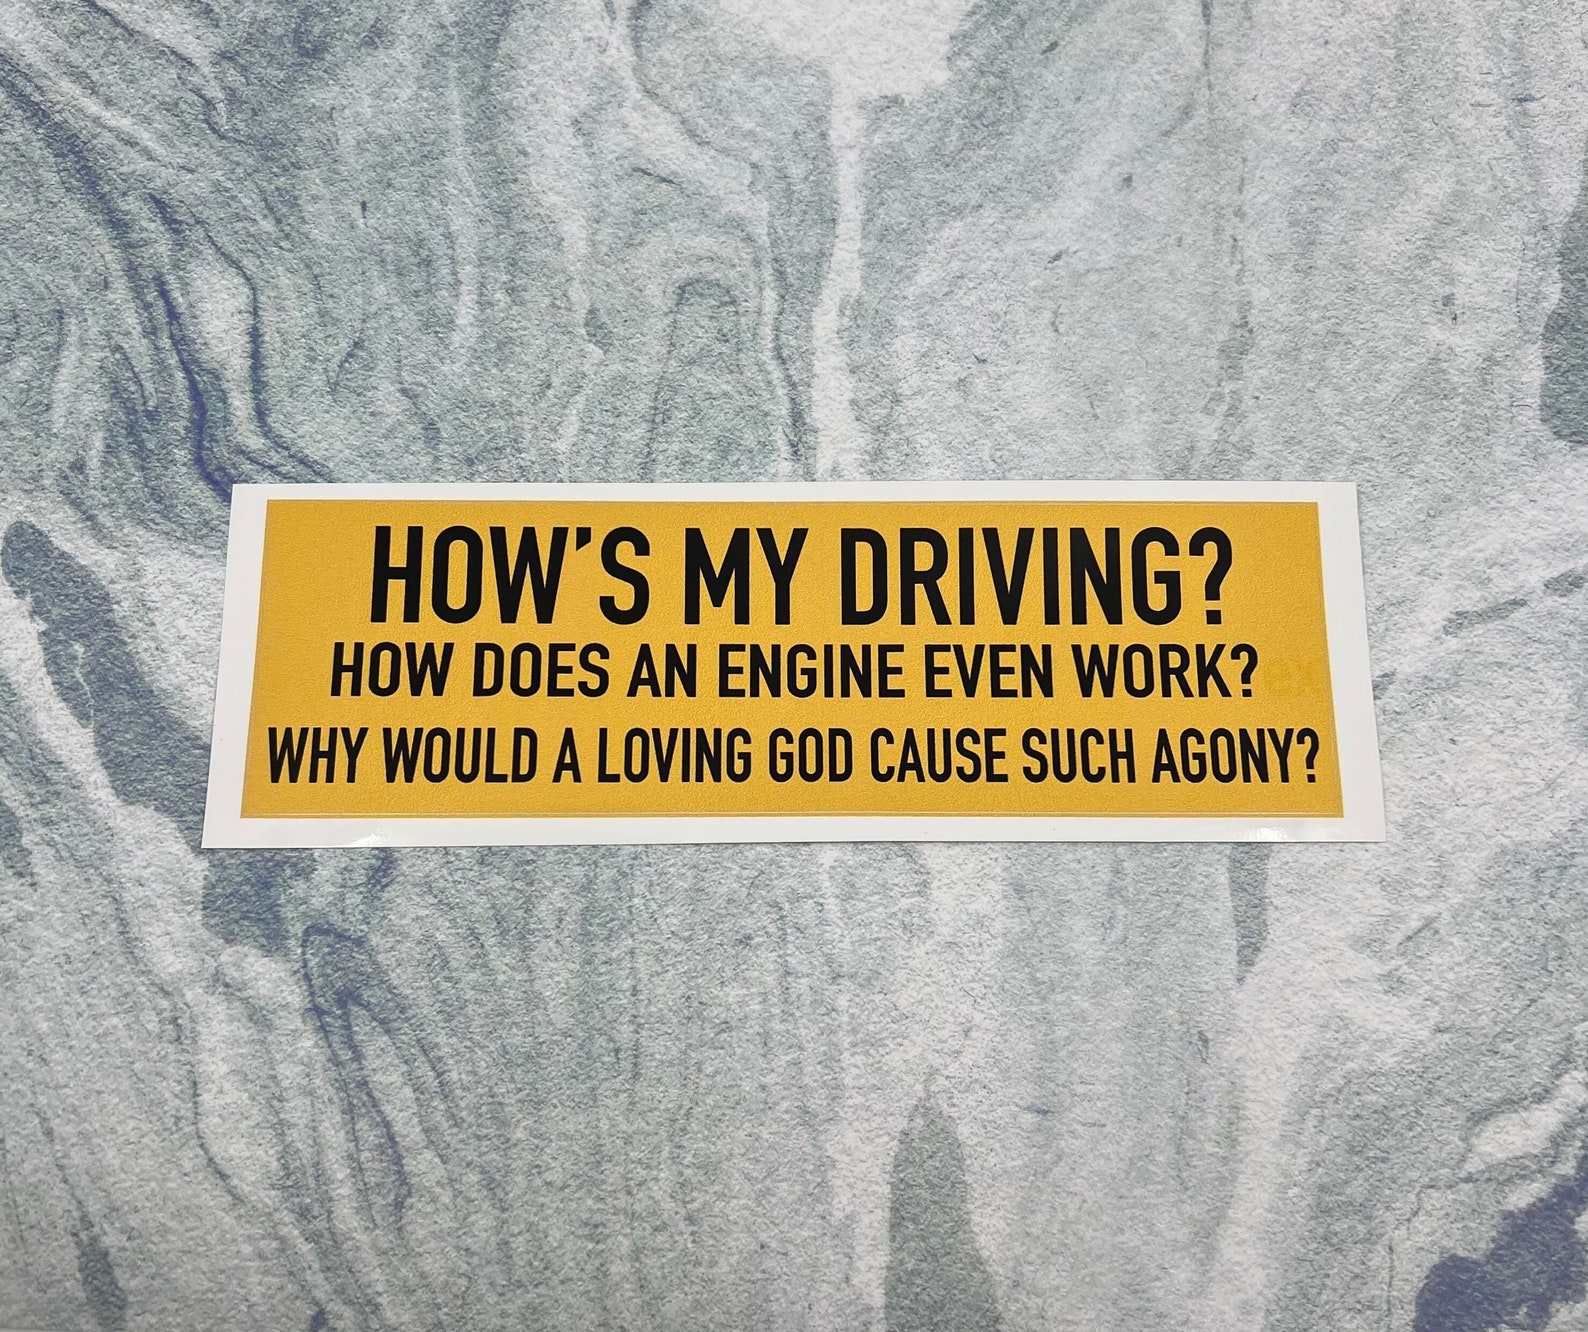 HOW'S MY DRIVING?
HOW DOES AN ENGINE EVEN WORK?
WHY WOULD A LOVING GOD CAUSE SUCH AGONY?